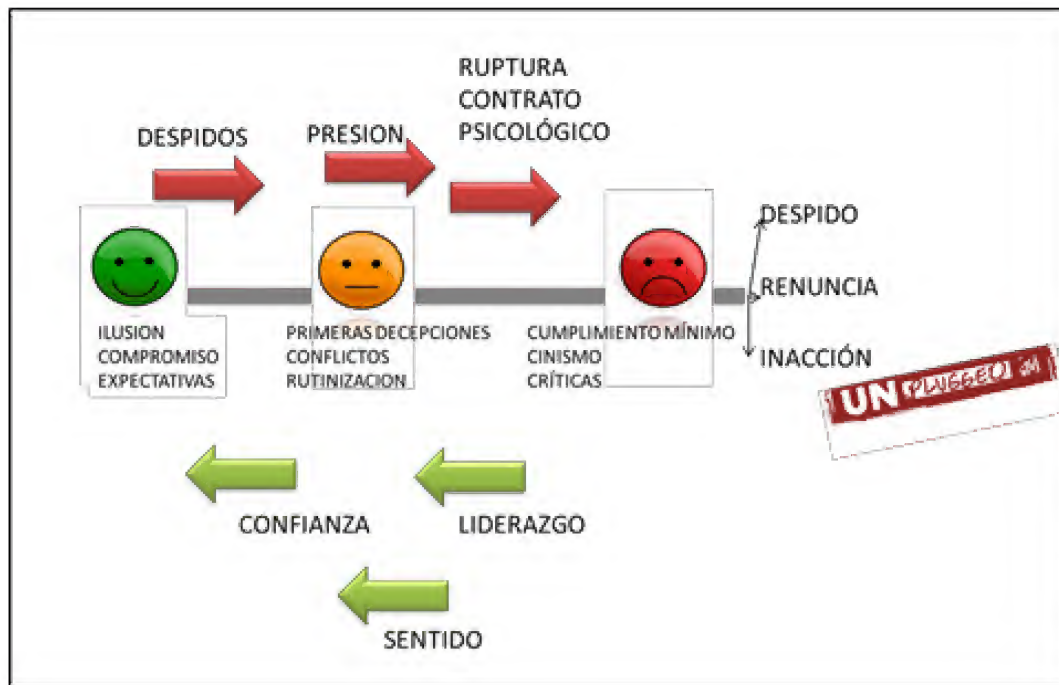 RUPTURA
CONTRATO
PSICOLÓGICO
DESPIDOS
PRESION
DESPIDO
RENUNCIA
INACCIÓN
ILUSION
COMPROMISO
EXPECTATIVAS
PRIMERAS DECEPCIONES
CONFLICTOS
RUTINIZACION
CUMPLIMIENTO MÍNIMO
CINISMO
CRÍTICAS
UNPLUGGED
CONFIANZA
LIDERAZGO
SENTIDO